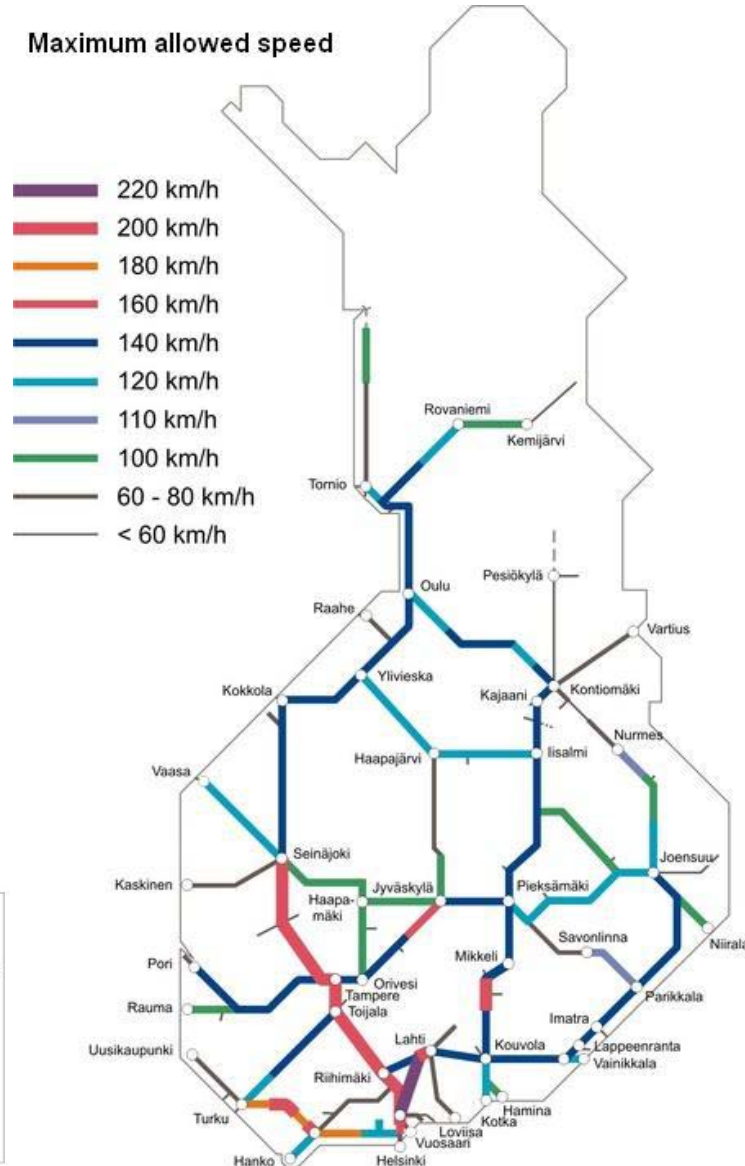 Maximum allowed speed
220 km/h
200 km/h
180 km/h
160 km/h
140 km/h
120 km/h
110 km/h
100 km/h
60 - 80 km/h
< 60 km/h
Rovaniemi
Kemijärvi
Tornio
Oulu
Pesiökylä
Raahe
Vartius
Ylivieska
Kokkola
Kajaani
Kontiomäki
Nurmes
Haapajärvi
Iisalmi
Vaasa
Seinäjoki
Joensuu
Kaskinen
Haapa-
mäki
Jyväskylä
Pieksämäki
Niirala
Savonlinna
Pori
Mikkeli
Orivesi
Parikkala
Tampere
Rauma
Toijala
Imatra
Lahti
Kouvola
Lappeenranta
Uusikaupunki
Vainikkala
Riihimäki
Turku
Hamina
Loviisa
Kotka
Vuosaari
Helsinki
Hanko